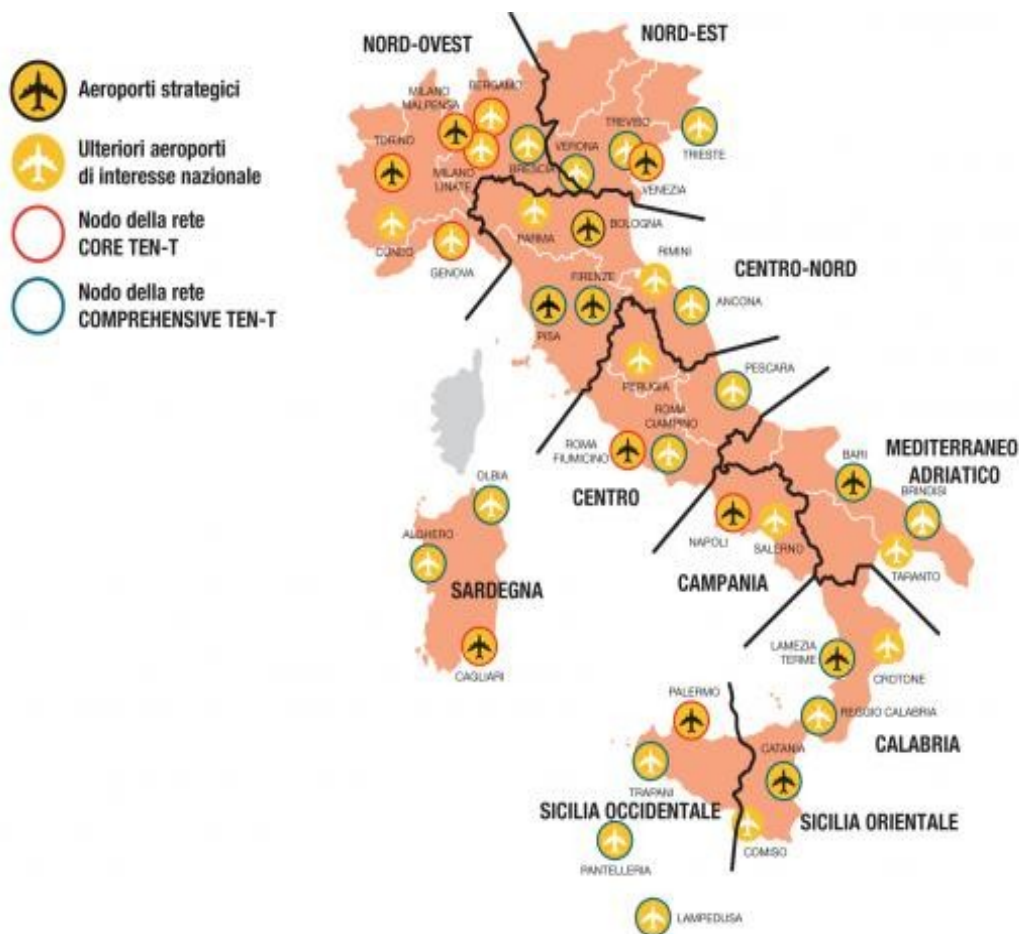 NORD-OVEST
NORD-EST
Aeroporti strategici
Ulteriori aeroporti
di interesse nazionale
Nodo della rete
CORE TEN-T
Nodo della rete
COMPREHENSIVE TEN-T
BERGAMO
MILANO
MALPENSA
TORINO
MILANO
LINATE
BRESCIA
VERONA
TREVISO
VENEZIA
TRIESTE
CUNEO
GENOVA
PARMA
BOLOGNA
RIMINI
CENTRO-NORD
FIRENZE
PISA
ANCONA
PERUGIA
PESCARA
ROMA
CIAMPINO
ROMA
FIUMICINO
CENTRO
BARI
MEDITERRANEO
ADRIATICO
BRINDISI
OLBIA
ALGHERO
SARDEGNA
CAGLIARI
NAPOLI
SALERNO
TARANTO
CAMPANIA
LAMEZIA
TERME
CROTONE
REGGIO CALABRIA
CALABRIA
PALERMO
CATANIA
TRAPANI
SICILIA OCCIDENTALE
SICILIA ORIENTALE
COMISO
PANTELLERIA
LAMPEDUSA